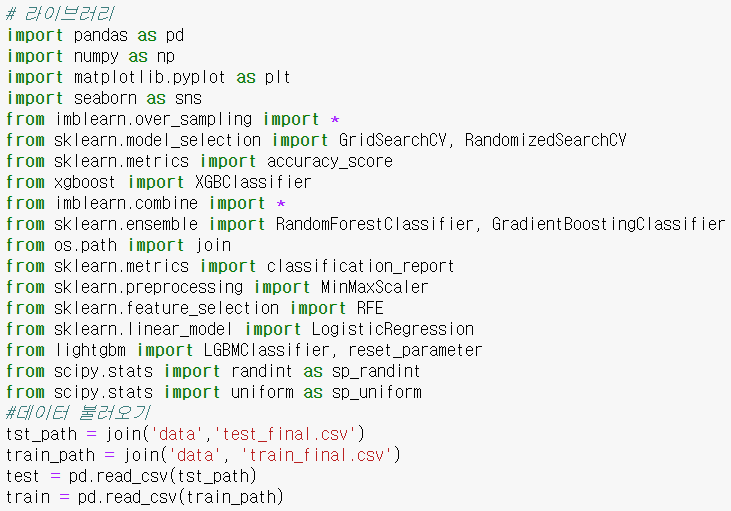 # 라이브러리
import pandas as pd
import numpy as np
import matplotlib.pyplot as plt
import seaborn as sns
from imblearn.over_sampling import *
from sklearn.model_selection import GridSearchCV, RandomizedSearchCV
from sklearn.metrics import accuracy_score
from xgboost import XGBClassifier
from imblearn.combine import *
from sklearn.ensemble import RandomForestClassifier, GradientBoostingClassifier
from os.path import join
from sklearn.metrics import classification_report
from sklearn.preprocessing import MinMaxScaler
from sklearn.feature_selection import RFE
from sklearn.linear_model import LogisticRegression
from lightgbm import LGBMClassifier, reset_parameter
from scipy.stats import randint as sp_randint
from scipy.stats import uniform as sp_uniform
#데이터 불러오기
tst_path = join('data','test_final.csv')
train_path = join('data', 'train_final.csv')
test = pd.read_csv(tst_path)
train = pd.read_csv(train_path)